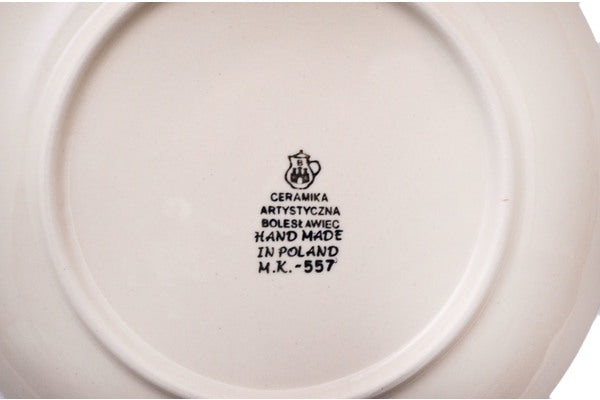 B
CERAMIKA
ARTYSTYCZNA
BOLESŁAWIEC
HAND MADE
IN POLAND
M.K.-557